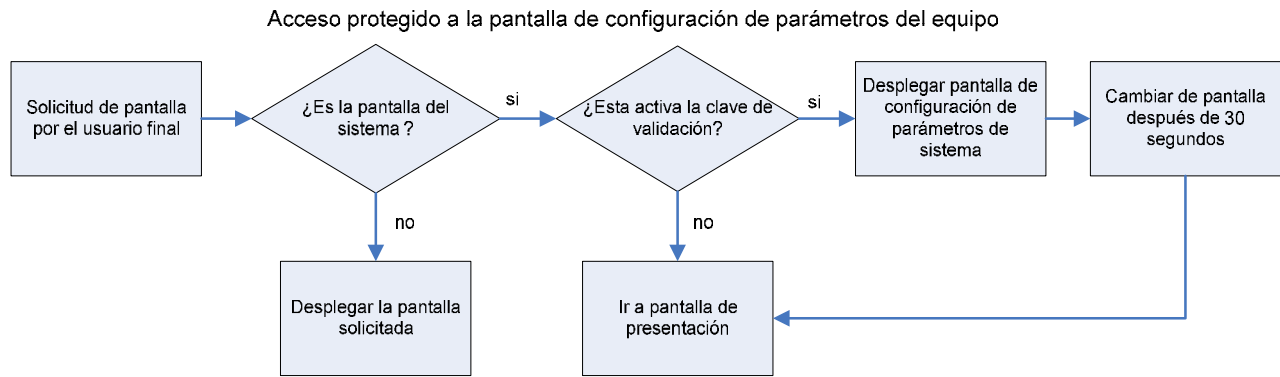 Acceso protegido a la pantalla de configuración de parámetros del equipo
Solicitud de pantalla
por el usuario final
¿Es la pantalla del
sistema ?
si
¿Esta activa la clave de
validación?
si
Desplegar pantalla de
configuración de
parámetros de
sistema
Cambiar de pantalla
después de 30
segundos
no
no
Desplegar la pantalla
solicitada
Ir a pantalla de
presentación